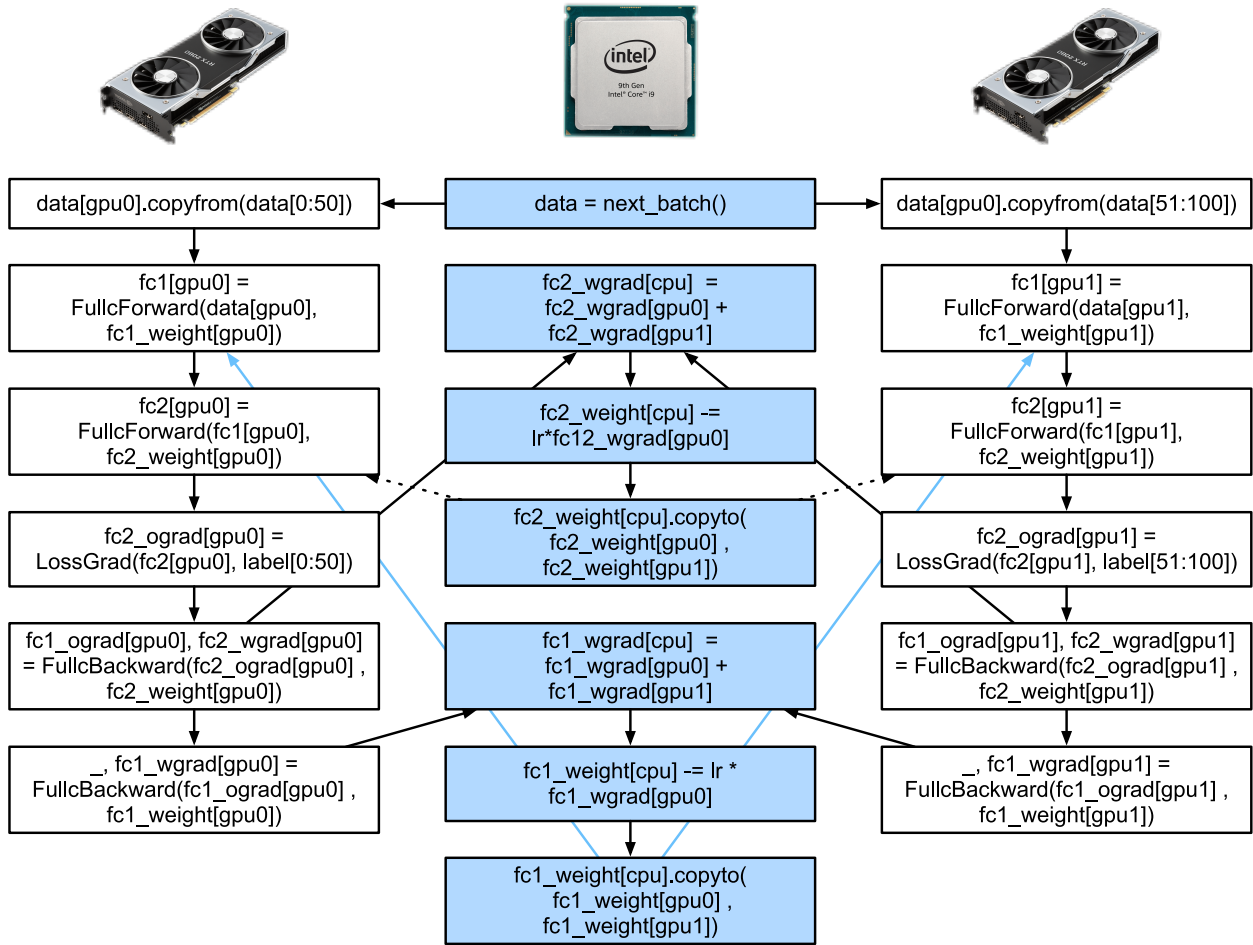 RTX 2080
intel
9th Gen
Intel® Core™ i9
RTX 2080
data[gpu0].copyfrom(data[0:50])
data = next_batch()
data[gpu0].copyfrom(data[51:100])
fc1[gpu0] =
FullcForward(data[gpu0],
fc1_weight[gpu0])
fc2_wgrad[cpu]  =
fc2_wgrad[gpu0] +
fc2_wgrad[gpu1]
fc1[gpu1] =
FullcForward(data[gpu1],
fc1_weight[gpu1])
fc2[gpu0] =
FullcForward(fc1[gpu0],
fc2_weight[gpu0])
fc2_weight[cpu] -=
lr*fc12_wgrad[gpu0]
fc2[gpu1] =
FullcForward(fc1[gpu1],
fc2_weight[gpu1])
fc2_ograd[gpu0] =
LossGrad(fc2[gpu0], label[0:50])
fc2_weight[cpu].copyto(
fc2_weight[gpu0] ,
fc2_weight[gpu1])
fc2_ograd[gpu1] =
LossGrad(fc2[gpu1], label[51:100])
fc1_ograd[gpu0], fc2_wgrad[gpu0]
= FullcBackward(fc2_ograd[gpu0] ,
fc2_weight[gpu0])
fc1_wgrad[cpu]  =
fc1_wgrad[gpu0] +
fc1_wgrad[gpu1]
fc1_ograd[gpu1], fc2_wgrad[gpu1]
= FullcBackward(fc2_ograd[gpu1] ,
fc2_weight[gpu1])
_, fc1_wgrad[gpu0] =
FullcBackward(fc1_ograd[gpu0] ,
fc1_weight[gpu0])
fc1_weight[cpu] -= lr *
fc1_wgrad[gpu0]
_, fc1_wgrad[gpu1] =
FullcBackward(fc1_ograd[gpu1] ,
fc1_weight[gpu1])
fc1_weight[cpu].copyto(
fc1_weight[gpu0] ,
fc1_weight[gpu1])